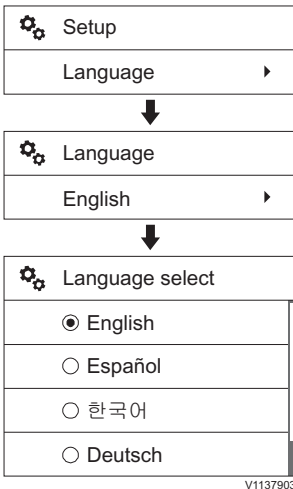 Setup
Language
Language
English
Language select
English
Español
한국어
Deutsch
V1137903